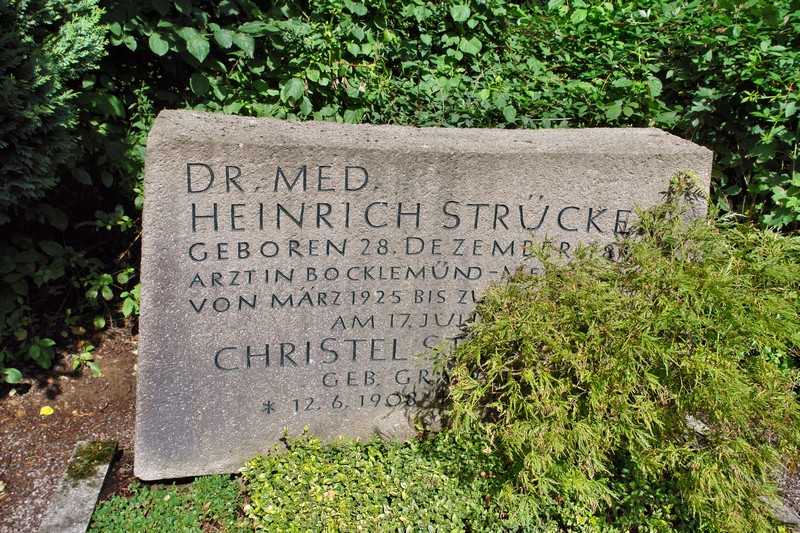 DR. MED.
HEINRICH STRÜCKE
GEBOREN 28. DEZEMBER
ARZT IN BOCKLEMÜND-
VON MÄRZ 1925 BIS
AM 17. JULI
CHRISTEL
GEB.
* 12. 6. 1908